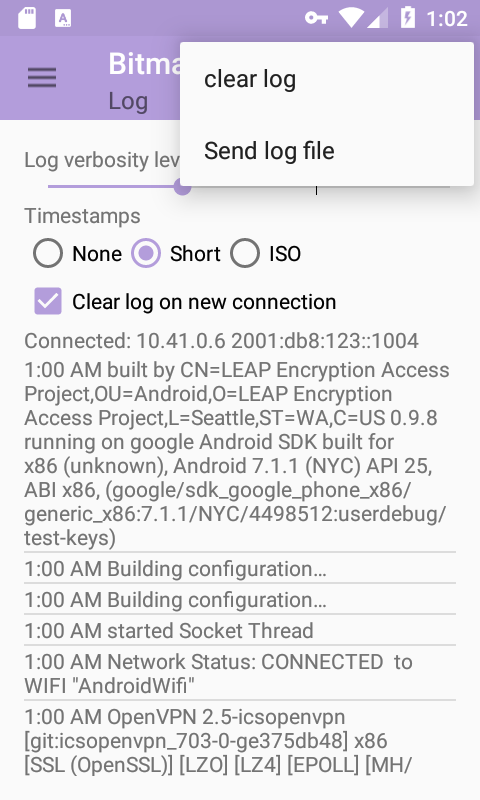 1:02
Bitma
Log
clear log
Send log file
Log verbosity lev
Timestamps
None Short ISO
Clear log on new connection
Connected: 10.41.0.6 2001:db8:123::1004
1:00 AM built by CN=LEAP Encryption Access
Project,OU=Android,O=LEAP Encryption
Access Project,L=Seattle,ST=WA,C=US 0.9.8
running on google Android SDK built for
x86 (unknown), Android 7.1.1 (NYC) API 25,
ABI x86, (google/sdk_google_phone_x86/
generic_x86:7.1.1/NYC/4498512:userdebug/
test-keys)
1:00 AM Building configuration…
1:00 AM Building configuration…
1:00 AM started Socket Thread
1:00 AM Network Status: CONNECTED  to
WIFI "AndroidWifi"
1:00 AM OpenVPN 2.5-icsopenvpn
[git:icsopenvpn_703-0-ge375db48] x86
[SSL (OpenSSL)] [LZO] [LZ4] [EPOLL] [MH/